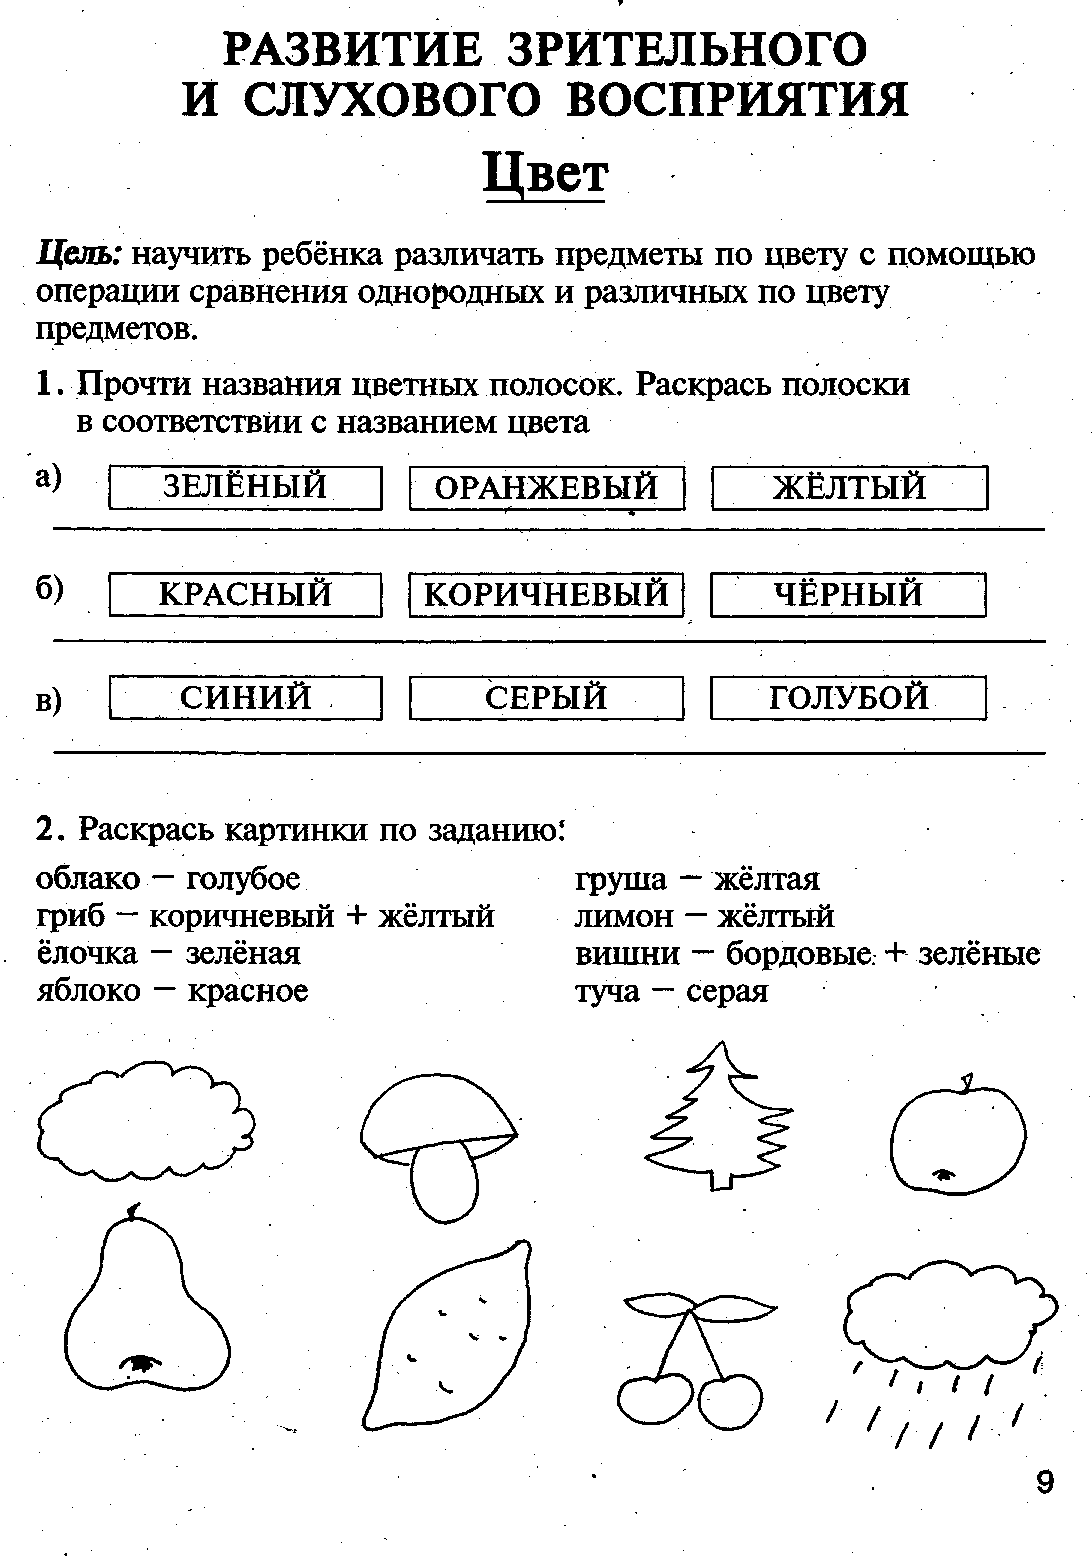 РАЗВИТИЕ ЗРИТЕЛЬНОГО
И СЛУХОВОГО ВОСПРИЯТИЯ
Цвет
Цель: научить ребёнка различать предметы по цвету с помощью
операции сравнения однородных и различных по цвету
предметов.
1. Прочти названия цветных полосок. Раскрась полоски
в соответствии с названием цвета
а) ЗЕЛЁНЫЙ ОРАНЖЕВЫЙ ЖЁЛТЫЙ
б) КРАСНЫЙ КОРИЧНЕВЫЙ ЧЁРНЫЙ
в) СИНИЙ СЕРЫЙ ГОЛУБОЙ
2. Раскрась картинки по заданию:
облако — голубое
гриб — коричневый + жёлтый
ёлочка — зелёная
яблоко — красное
груша — жёлтая
лимон — жёлтый
вишни — бордовые + зелёные
туча — серая
9